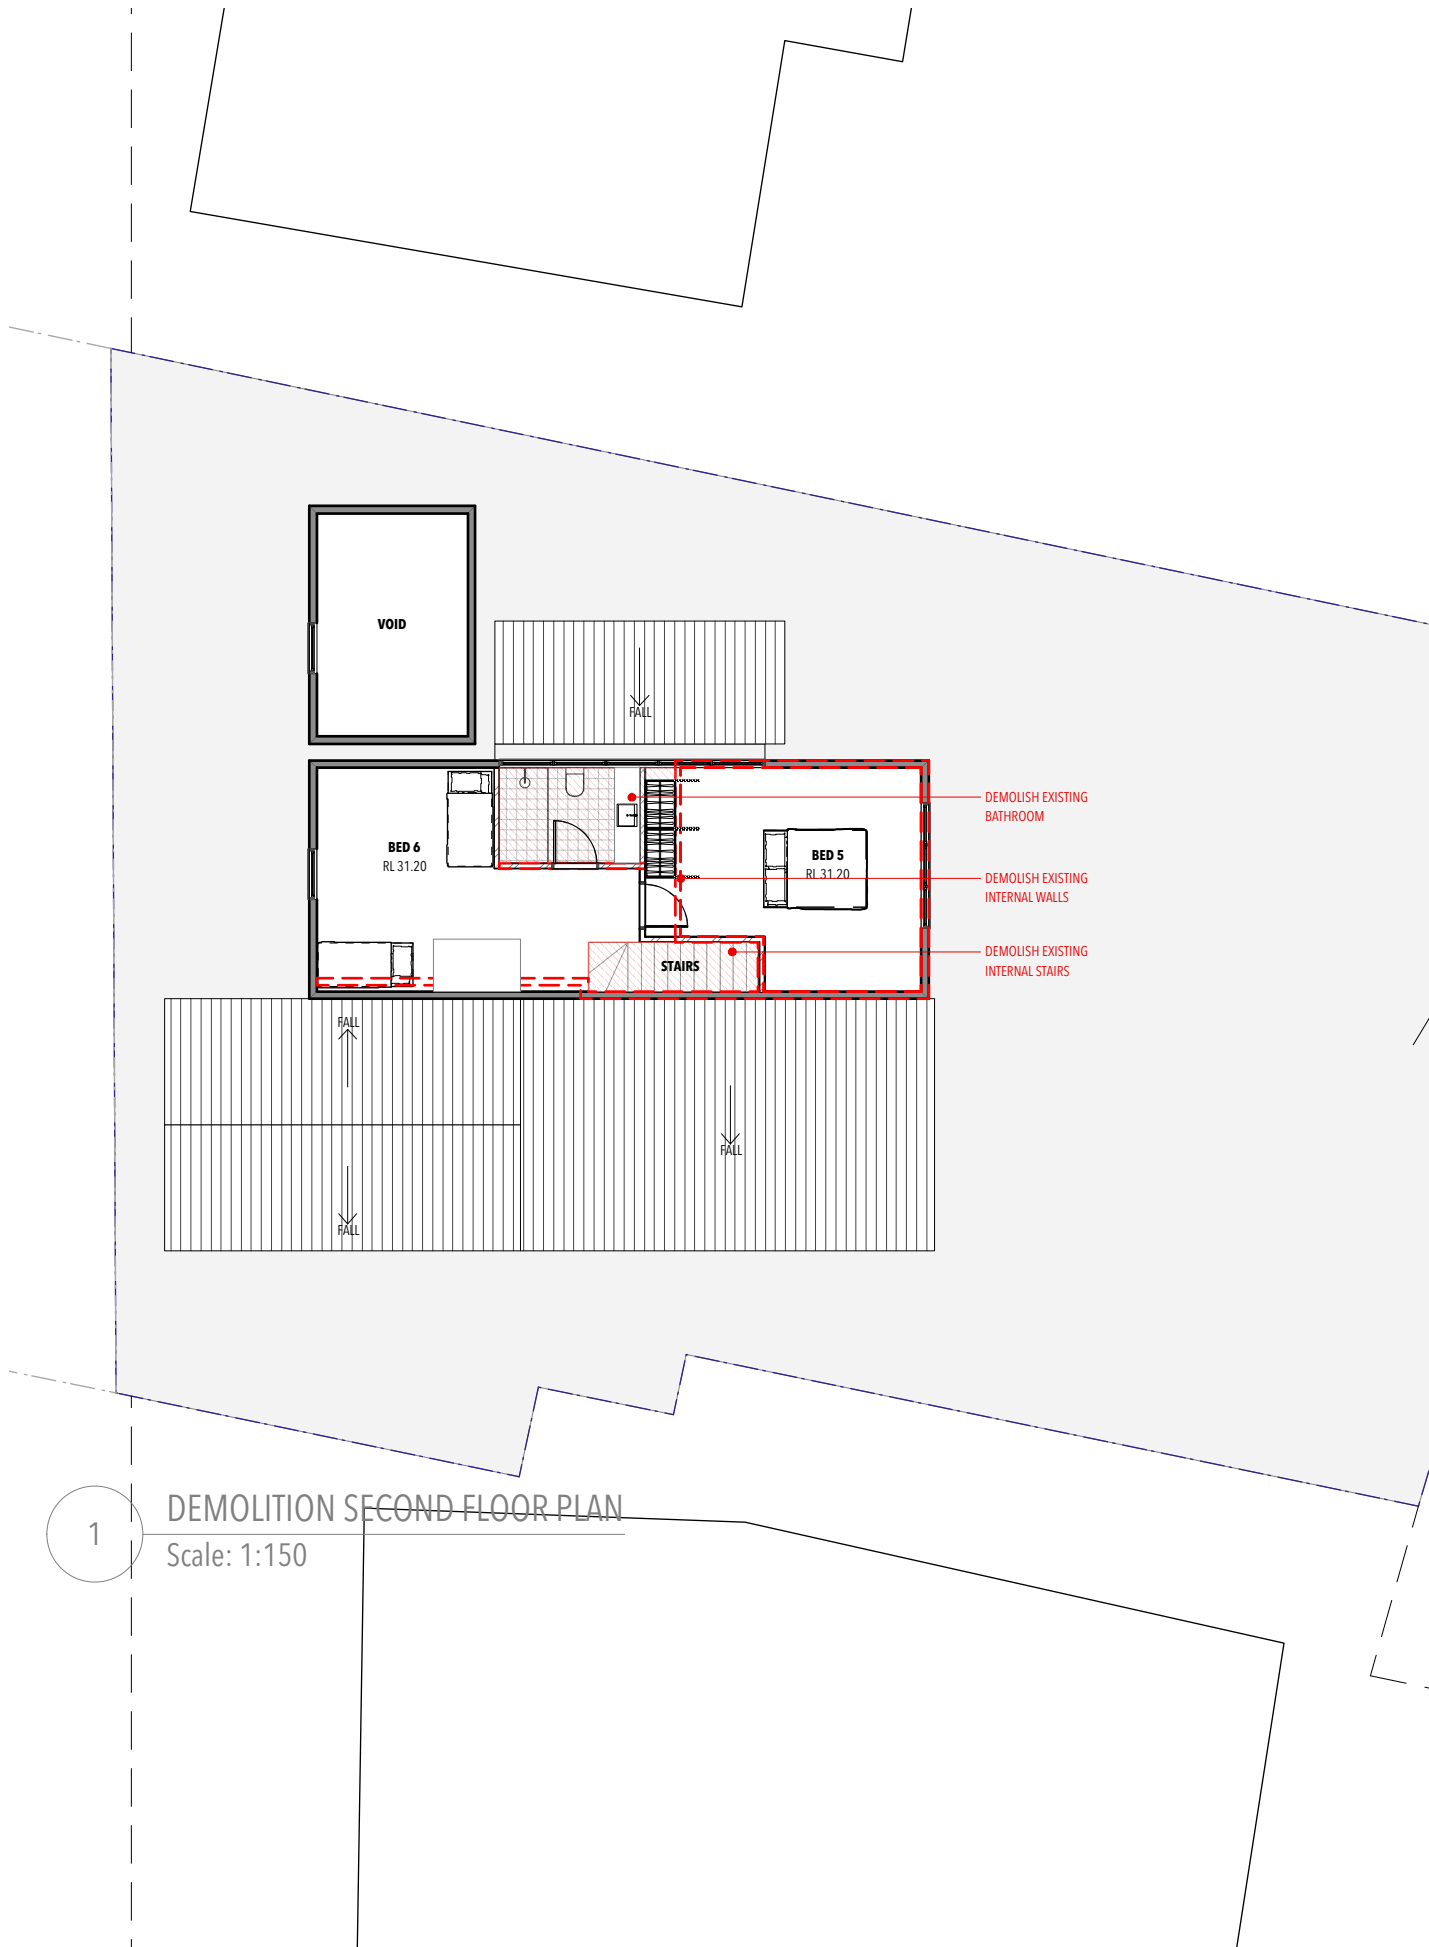 VOID
FALL
DEMOLISH EXISTING
BATHROOM
BED 6
RL 31.20
BED 5
RL 31.20
DEMOLISH EXISTING
INTERNAL WALLS
STAIRS
DEMOLISH EXISTING
INTERNAL STAIRS
FALL
FALL
FALL
1
DEMOLITION SECOND FLOOR PLAN
Scale: 1:150